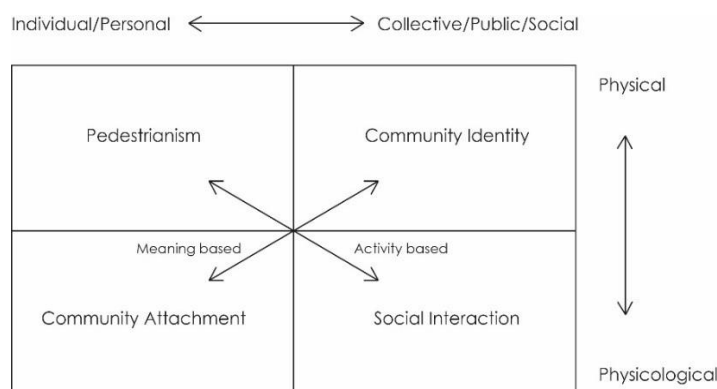 Individual/Personal Collective/Public/Social
Physical
Pedestrianism Community Identity
Meaning based Activity based
Community Attachment Social Interaction
Physicological